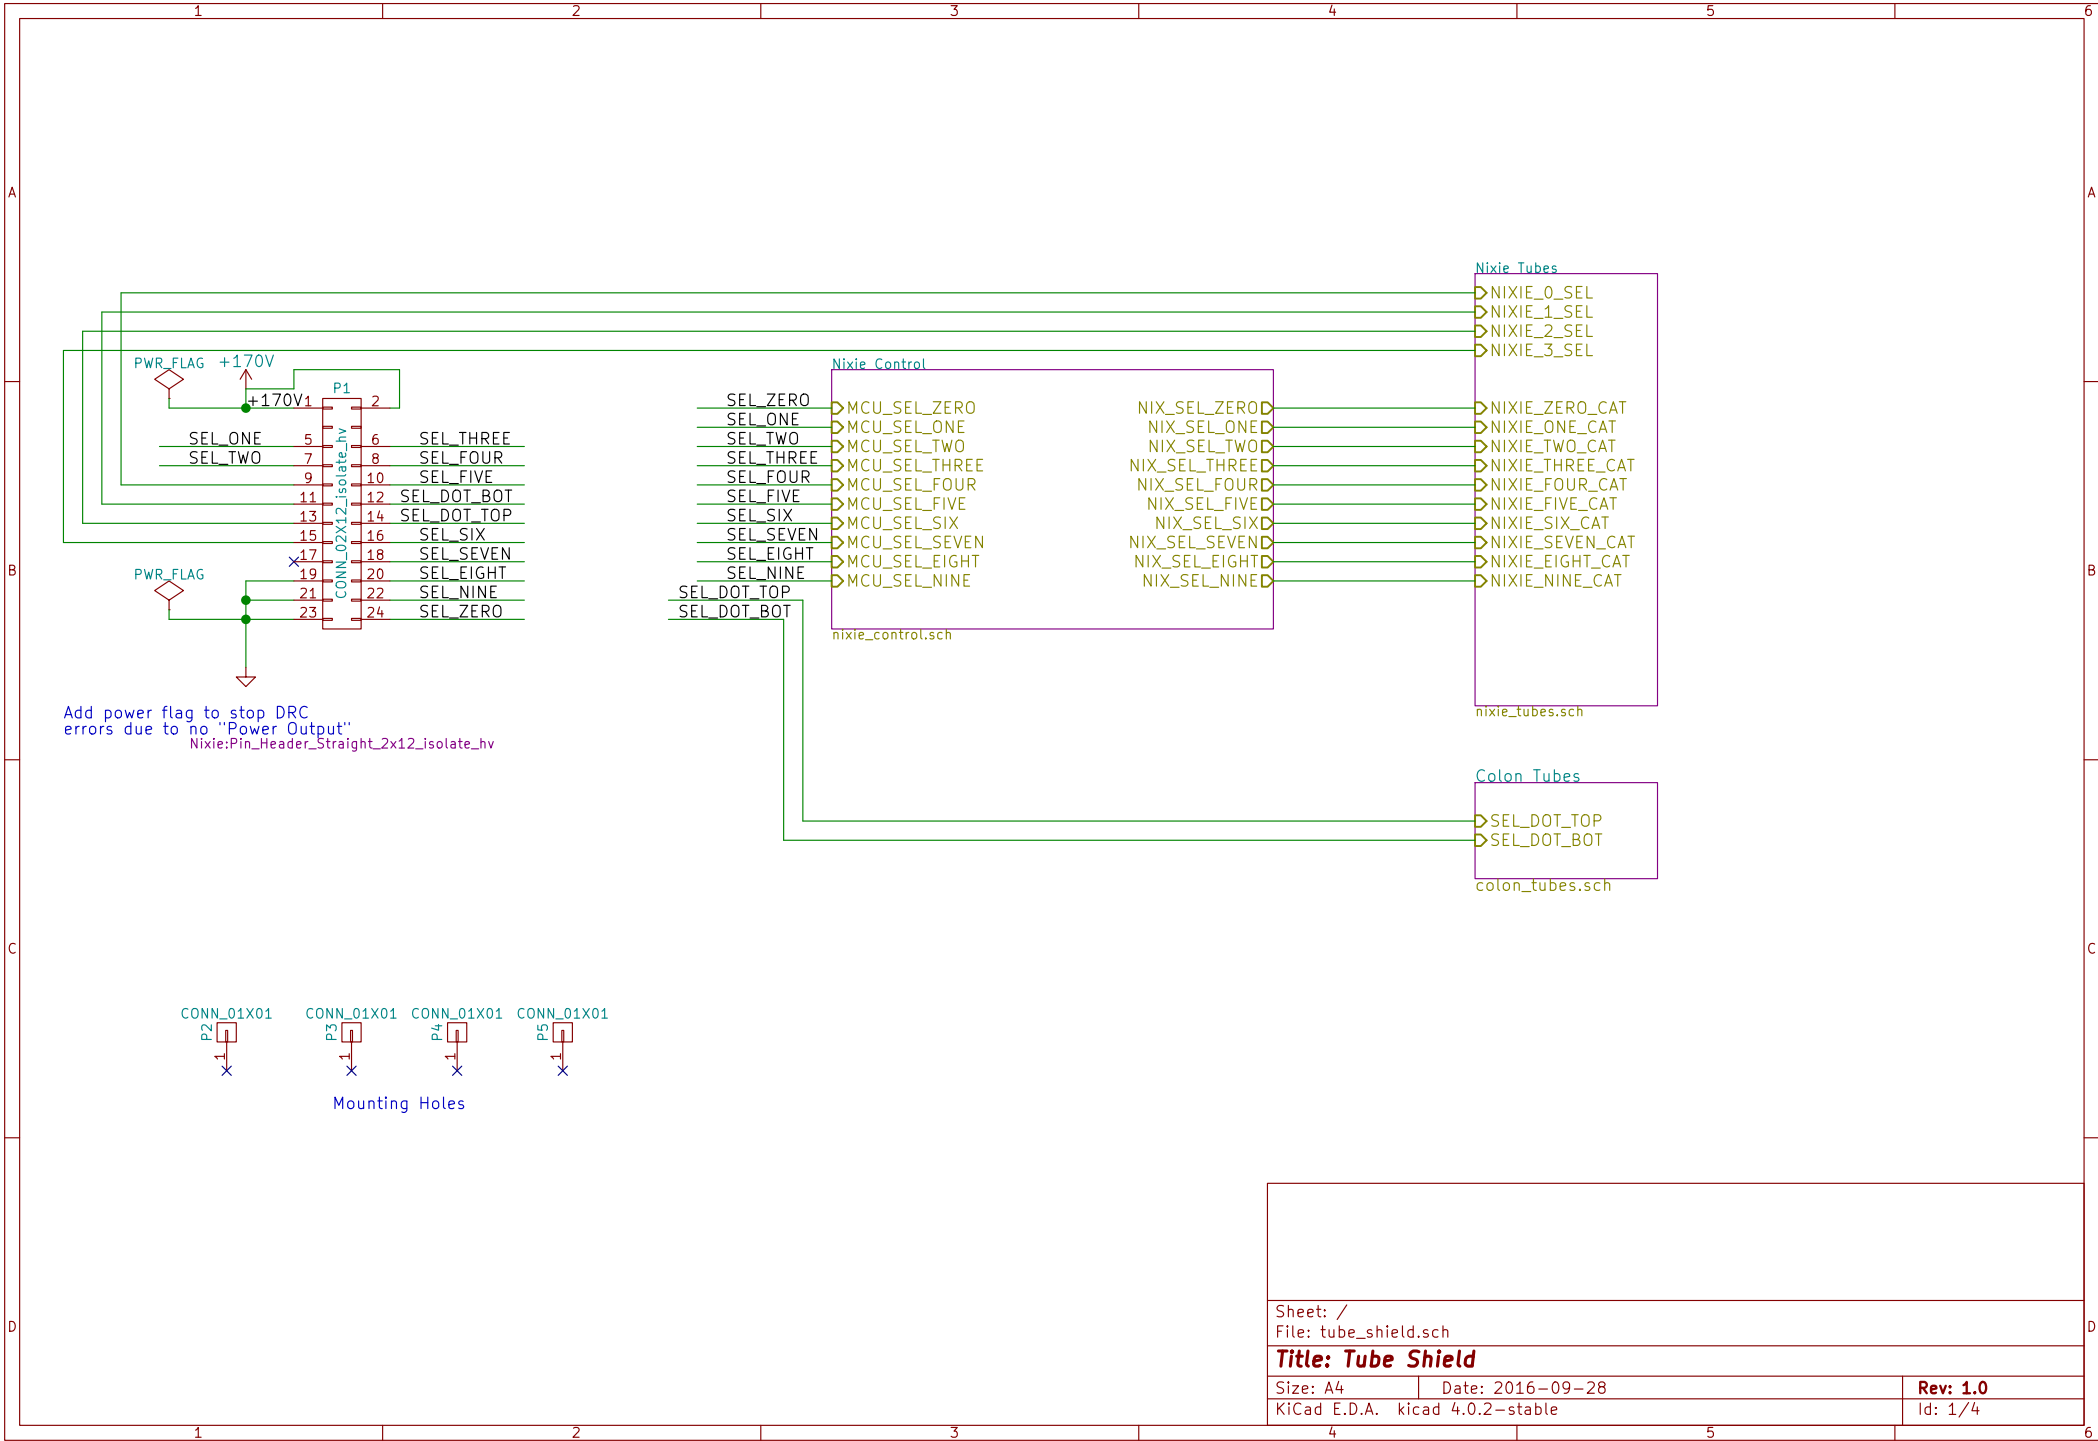 1 2 3 4 5 6
A A
Nixie Tubes
NIXIE_0_SEL
NIXIE_1_SEL
NIXIE_2_SEL
NIXIE_3_SEL
PWR_FLAG +170V
Nixie Control
P1
+170V 1 2
SEL_ZERO MCU_SEL_ZERO NIX_SEL_ZERO NIXIE_ZERO_CAT
SEL_ONE MCU_SEL_ONE NIX_SEL_ONE NIXIE_ONE_CAT
SEL_ONE 5 6 SEL_THREE SEL_TWO MCU_SEL_TWO NIX_SEL_TWO NIXIE_TWO_CAT
SEL_TWO 7 8 SEL_FOUR SEL_THREE MCU_SEL_THREE NIX_SEL_THREE NIXIE_THREE_CAT
9 10 SEL_FIVE SEL_FOUR MCU_SEL_FOUR NIX_SEL_FOUR NIXIE_FOUR_CAT
11 12 SEL_DOT_BOT SEL_FIVE MCU_SEL_FIVE NIX_SEL_FIVE NIXIE_FIVE_CAT
13 14 SEL_DOT_TOP SEL_SIX MCU_SEL_SIX NIX_SEL_SIX NIXIE_SIX_CAT
15 16 SEL_SIX SEL_SEVEN MCU_SEL_SEVEN NIX_SEL_SEVEN NIXIE_SEVEN_CAT
17 18 SEL_SEVEN SEL_EIGHT MCU_SEL_EIGHT NIX_SEL_EIGHT NIXIE_EIGHT_CAT
B B
PWR_FLAG
19 20 SEL_EIGHT SEL_NINE MCU_SEL_NINE NIX_SEL_NINE NIXIE_NINE_CAT
21 22 SEL_NINE SEL_DOT_TOP
23 24 SEL_ZERO SEL_DOT_BOT
CONN_02X12_isolate_hv
nixie_control.sch
Add power flag to stop DRC
errors due to no "Power Output"
Nixie:Pin_Header_Straight_2x12_isolate_hv
nixie_tubes.sch
Colon Tubes
SEL_DOT_TOP
SEL_DOT_BOT
colon_tubes.sch
C C
CONN_01X01 CONN_01X01 CONN_01X01 CONN_01X01
P2 P3 P4 P5
1 1 1 1
Mounting Holes
D D
Sheet: /
File: tube_shield.sch
Title: Tube Shield
Size: A4 Date: 2016-09-28 Rev: 1.0
KiCad E.D.A. kicad 4.0.2-stable Id: 1/4
1 2 3 4 5 6